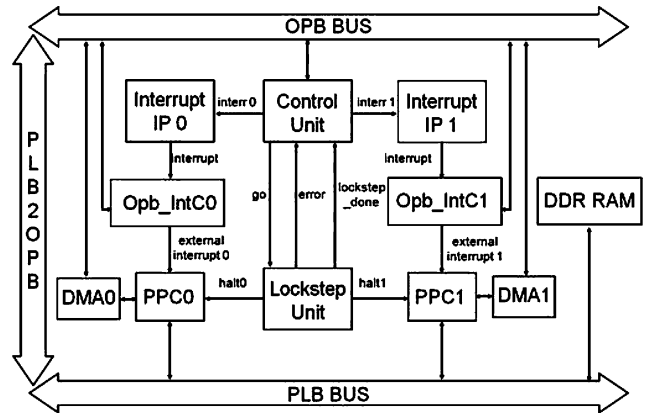 OPB BUS
PLB2OPB
Interrupt
IP 0
interr 0
Control
Unit
interr 1
Interrupt
IP 1
interrupt
interrupt
Opb_IntC0
go
error
lockstep
_done
Opb_IntC1
DDR RAM
external
interrupt 0
external
interrupt 1
DMA0
PPC0
halt0
Lockstep
Unit
halt1
PPC1
DMA1
PLB BUS